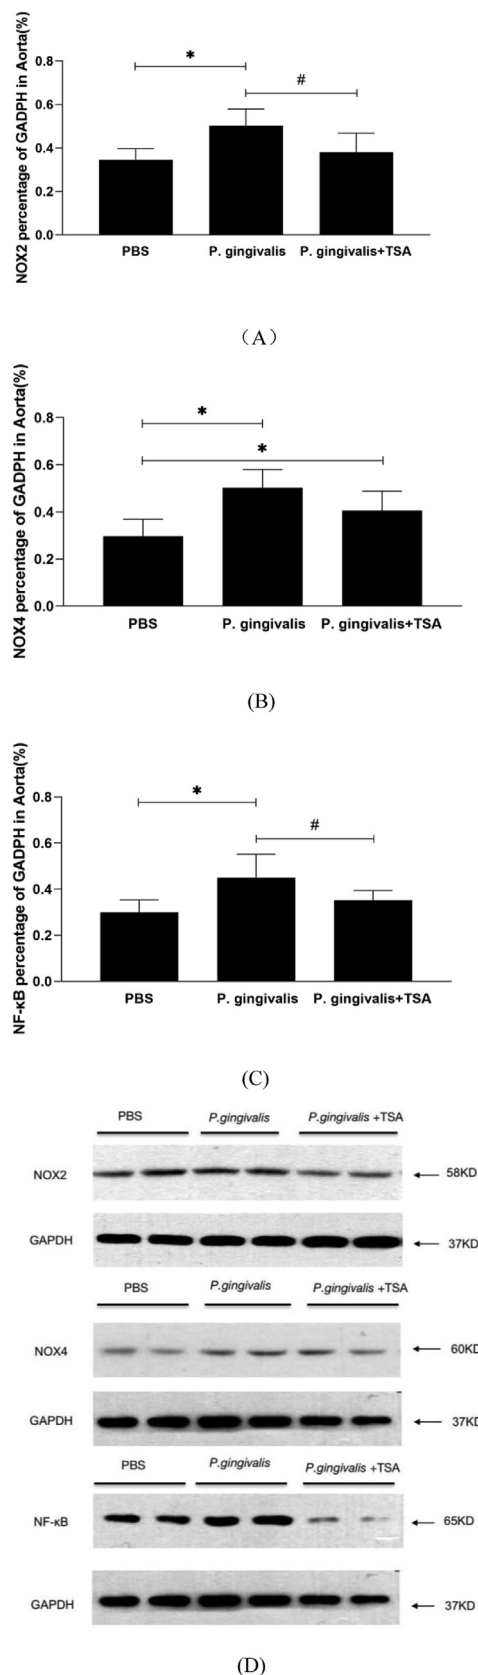 NOX2 percentage of GADPH in Aorta(%)
0.8
0.6
0.4
0.2
0.0
*
#
PBS
P. gingivalis
P. gingivalis+TSA
（A）
NOX4 percentage of GADPH in Aorta(%)
0.8
0.6
0.4
0.2
0.0
*
*
PBS
P. gingivalis
P. gingivalis+TSA
(B)
NF-κB percentage of GADPH in Aorta(%)
0.8
0.6
0.4
0.2
0.0
*
#
PBS
P. gingivalis
P. gingivalis+TSA
(C)
PBS P.gingivalis P.gingivalis +TSA
NOX2 58KD
GAPDH 37KD
PBS P.gingivalis P.gingivalis +TSA
NOX4 60KD
GAPDH 37KD
PBS P.gingivalis P.gingivalis +TSA
NF-κB 65KD
GAPDH 37KD
(D)